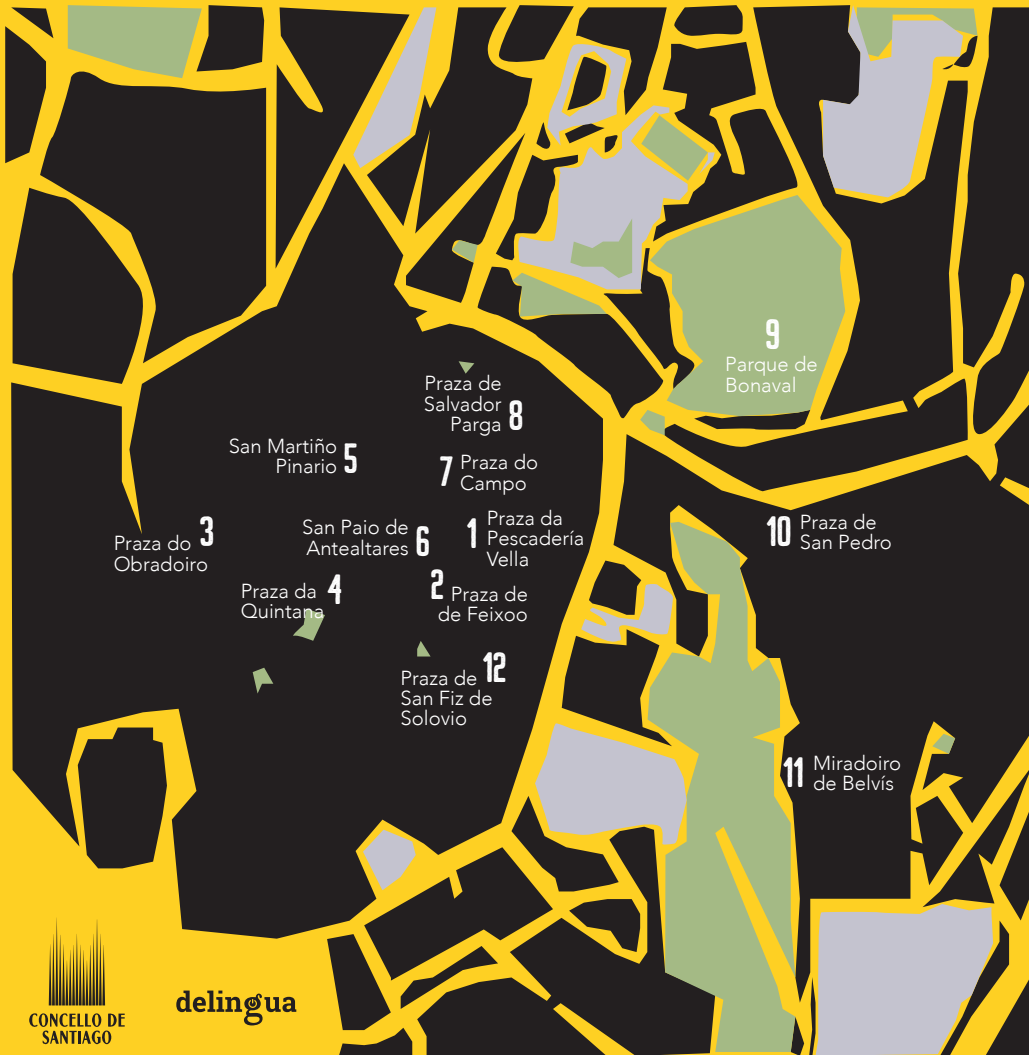 9
Parque de
Bonaval
Praza de
Salvador
Parga 8
San Martiño
Pinario 5
7 Praza do
Campo
Praza do 3
Obradoiro
San Paio de
Antealtares 6
1 Praza da
Pescadería
Vella
10 Praza de
San Pedro
Praza da 4
Quintana
2 Praza de
de Feixoo
Praza de 12
San Fiz de
Solovio
11 Miradoiro
de Belvís
CONCELLO DE
SANTIAGO
delingua